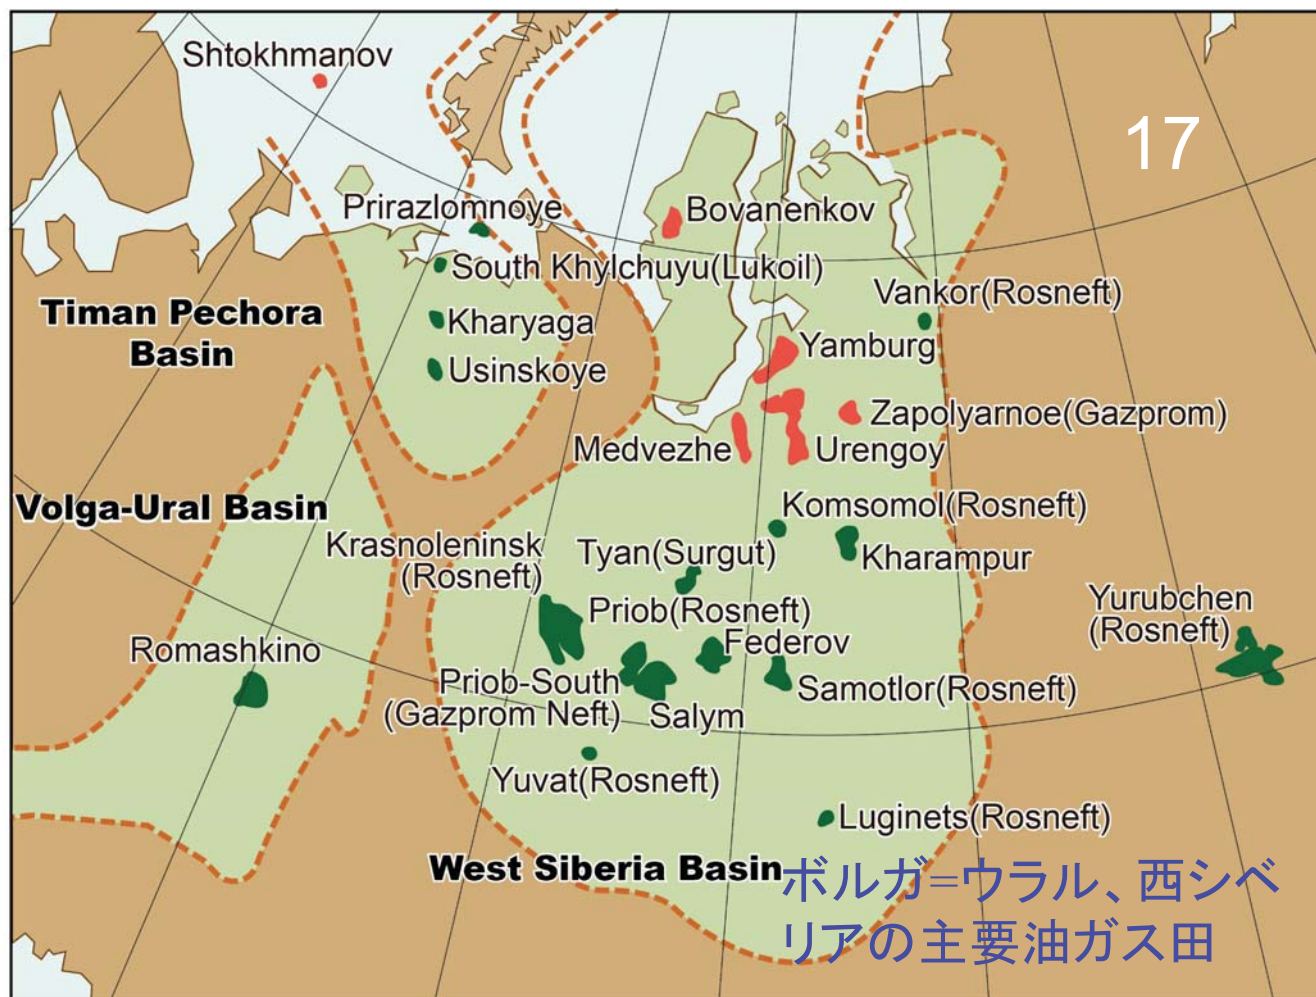 Shtokhmanov
17
Prirazlomnoye
Bovanenkov
South Khylchuyu(Lukoil)
Vankor(Rosneft)
Timan Pechora
Basin
Kharyaga
Yamburg
Usinskoye
Zapolyarnoe(Gazprom)
Medvezhe
Urengoy
Volga-Ural Basin
Komsomol(Rosneft)
Krasnoleninsk
(Rosneft)
Tyan(Surgut)
Kharampur
Yurubchen
(Rosneft)
Priob(Rosneft)
Federov
Romashkino
Priob-South
(Gazprom Neft)
Salym
Samotlor(Rosneft)
Yuvat(Rosneft)
Luginets(Rosneft)
West Siberia Basin
ボルガ=ウラル、西シベ
リアの主要油ガス田